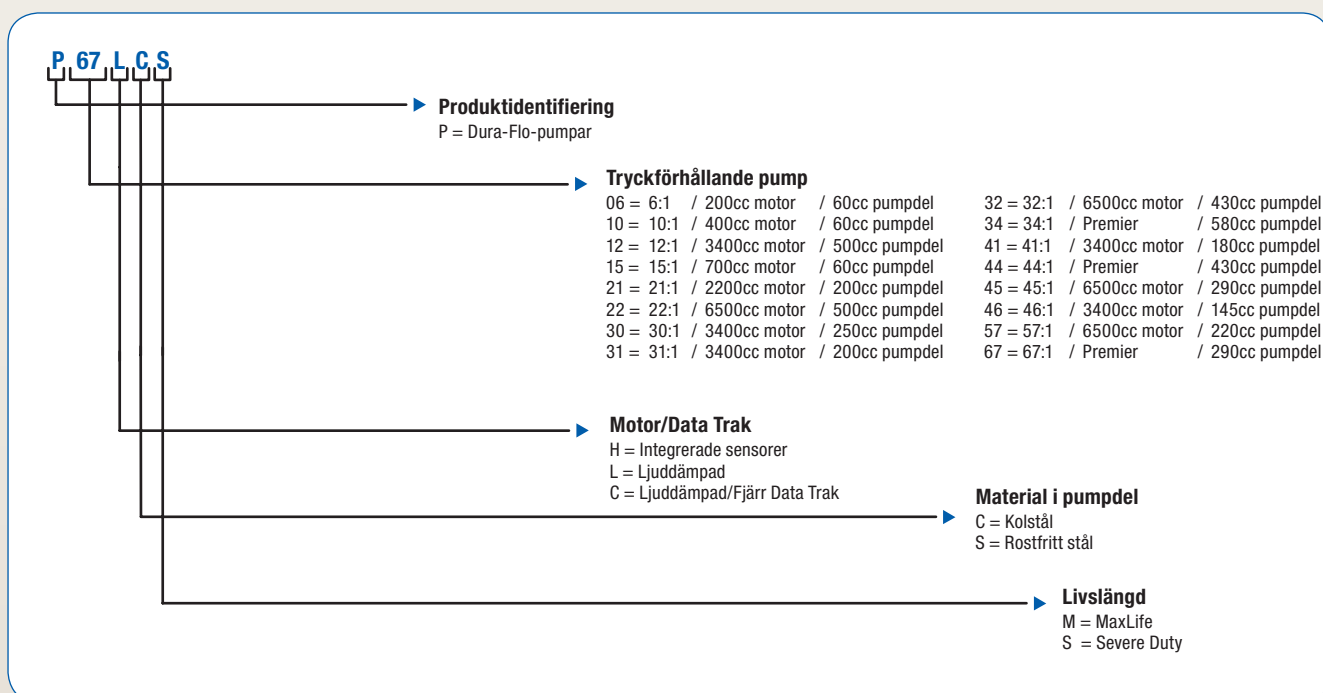 P 67 L C S
Produktidentifiering
P = Dura-Flo-pumpar
Tryckförhållande pump
06 = 6:1 / 200cc motor / 60cc pumpdel
10 = 10:1 / 400cc motor / 60cc pumpdel
12 = 12:1 / 3400cc motor / 500cc pumpdel
15 = 15:1 / 700cc motor / 60cc pumpdel
21 = 21:1 / 2200cc motor / 200cc pumpdel
22 = 22:1 / 6500cc motor / 500cc pumpdel
30 = 30:1 / 3400cc motor / 250cc pumpdel
31 = 31:1 / 3400cc motor / 200cc pumpdel
32 = 32:1 / 6500cc motor / 430cc pumpdel
34 = 34:1 / Premier / 580cc pumpdel
41 = 41:1 / 3400cc motor / 180cc pumpdel
44 = 44:1 / Premier / 430cc pumpdel
45 = 45:1 / 6500cc motor / 290cc pumpdel
46 = 46:1 / 3400cc motor / 145cc pumpdel
57 = 57:1 / 6500cc motor / 220cc pumpdel
67 = 67:1 / Premier / 290cc pumpdel
Motor/Data Trak
H = Integrerade sensorer
L = Ljuddämpad
C = Ljuddämpad/Fjärr Data Trak
Material i pumpdel
C = Kolstål
S = Rostfritt stål
Livslängd
M = MaxLife
S = Severe Duty